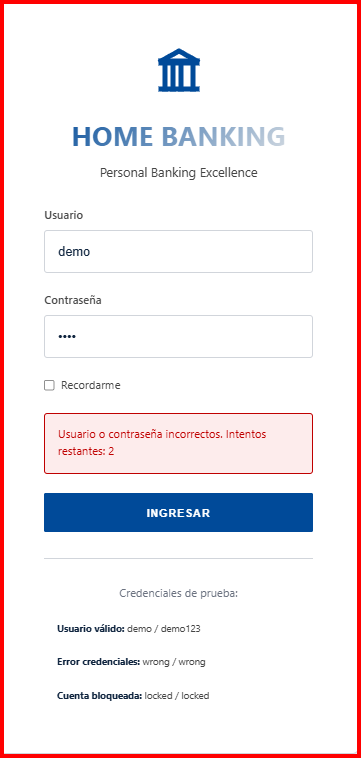 HOME BANKING
Personal Banking Excellence
Usuario
demo
Contraseña
••••
Recordarme
Usuario o contraseña incorrectos. Intentos
restantes: 2
INGRESAR
Credenciales de prueba:
Usuario válido: demo / demo123
Error credenciales: wrong / wrong
Cuenta bloqueada: locked / locked